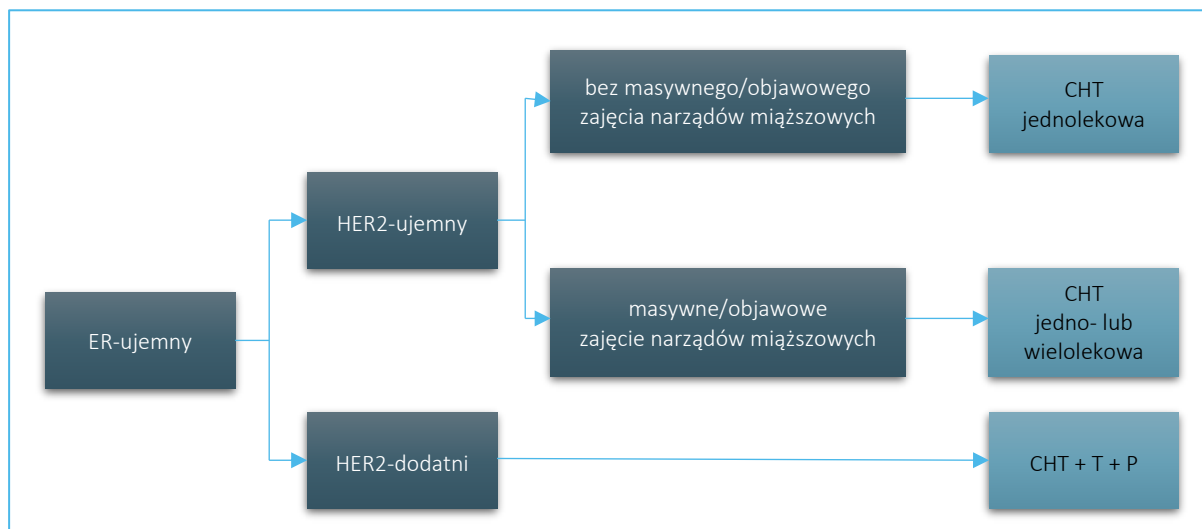 bez masywnego/objawowego
zajęcia narządów miąższowych
CHT
jednolekowa
HER2-ujemny
masywne/objawowe
zajęcie narządów miąższowych
CHT
jedno- lub
wielolekowa
ER-ujemny
HER2-dodatni
CHT + T + P